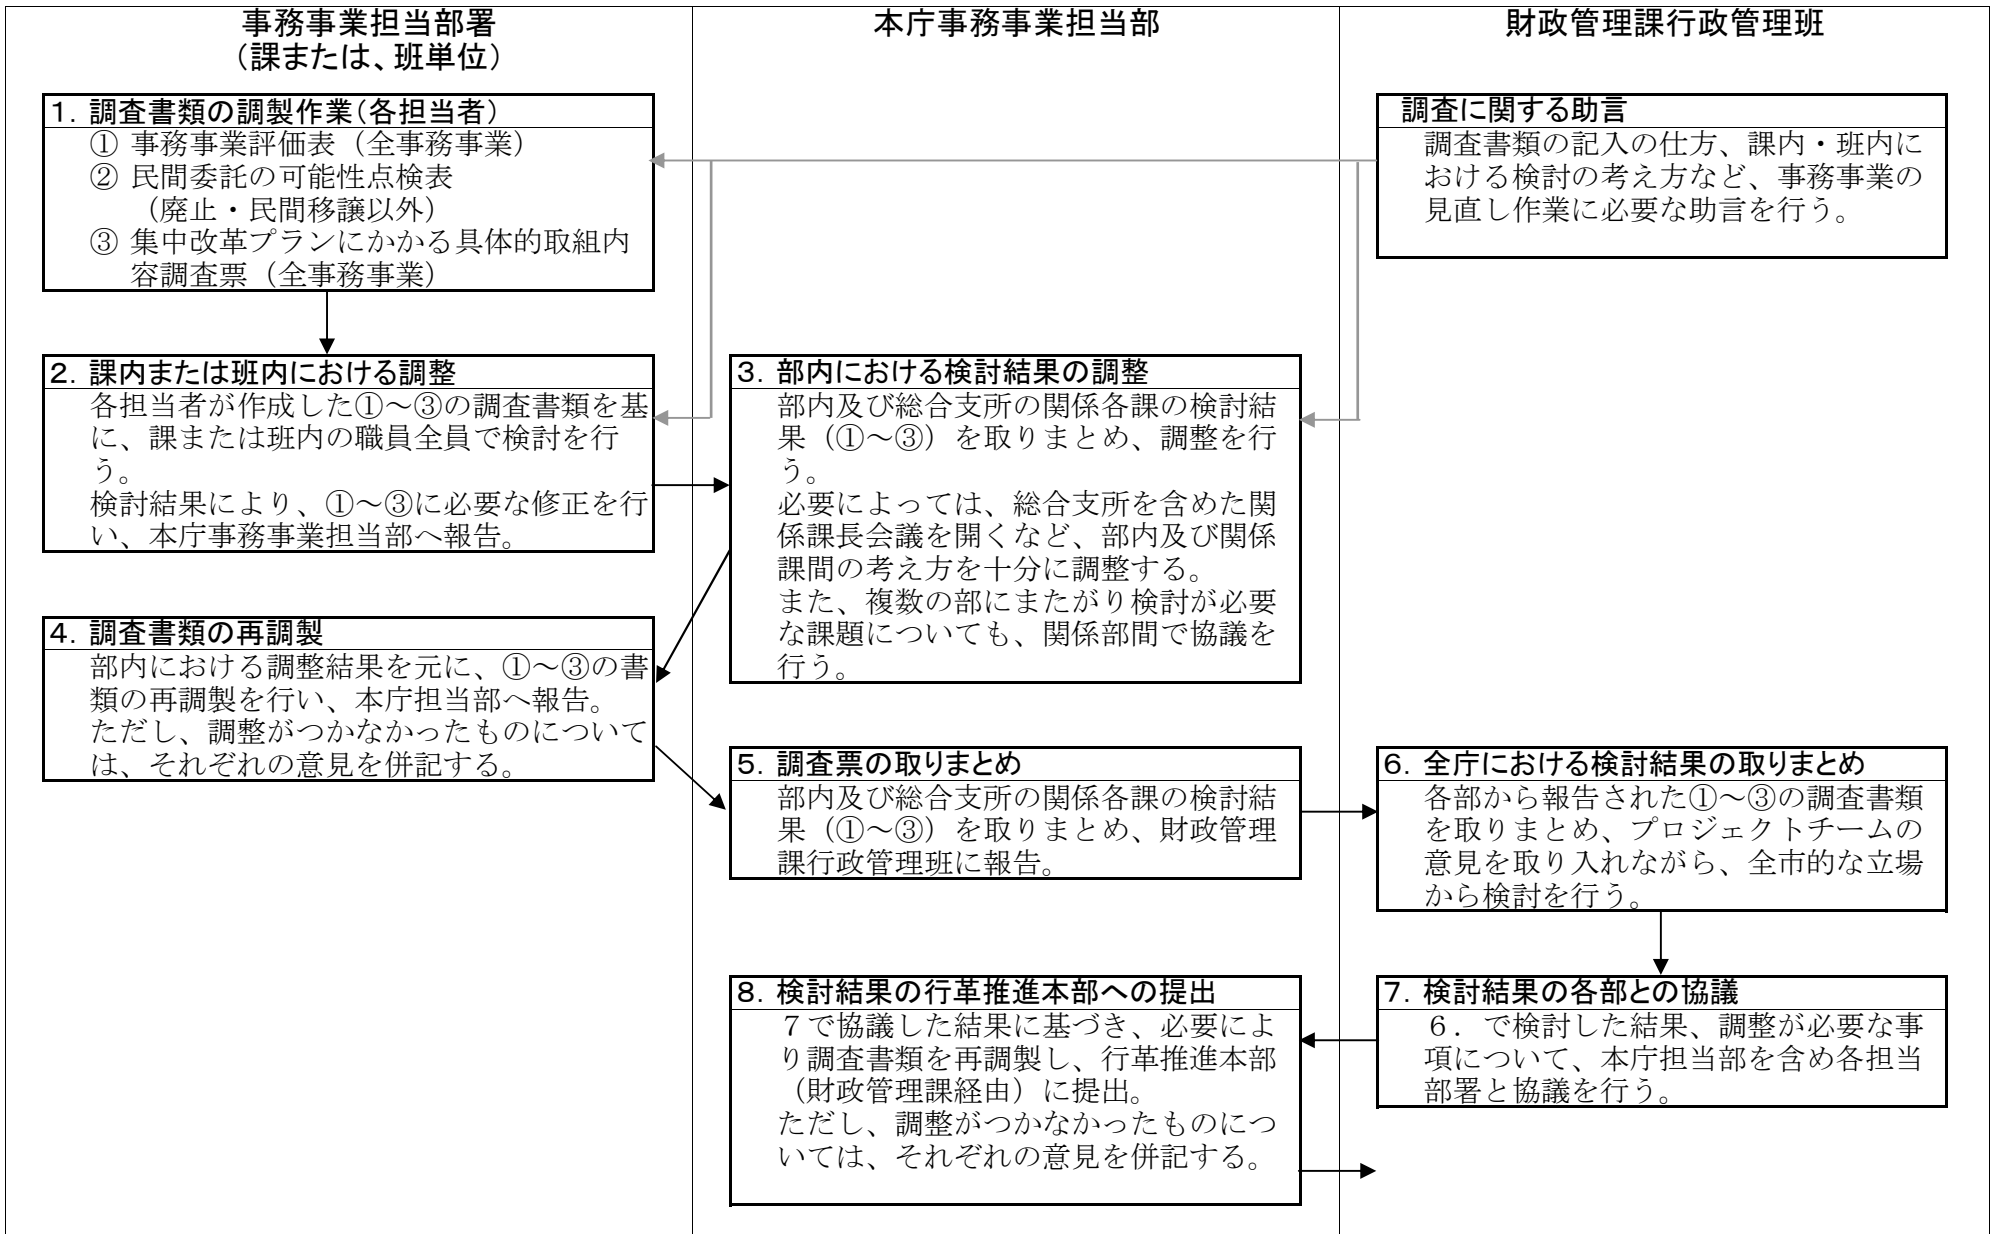 事務事業担当部署
（課または、班単位）
本庁事務事業担当部
財政管理課行政管理班
１．調査書類の調製作業（各担当者）
① 事務事業評価表（全事務事業）
② 民間委託の可能性点検表
（廃止・民間移譲以外）
③ 集中改革プランにかかる具体的取組内
容調査票（全事務事業）
調査に関する助言
調査書類の記入の仕方、課内・班内に
おける検討の考え方など、事務事業の
見直し作業に必要な助言を行う。
２．課内または班内における調整
各担当者が作成した①～③の調査書類を基
に、課または班内の職員全員で検討を行
う。
検討結果により、①～③に必要な修正を行
い、本庁事務事業担当部へ報告。
３．部内における検討結果の調整
部内及び総合支所の関係各課の検討結
果（①～③）を取りまとめ、調整を行
う。
必要によっては、総合支所を含めた関
係課長会議を開くなど、部内及び関係
課間の考え方を十分に調整する。
また、複数の部にまたがり検討が必要
な課題についても、関係部間で協議を
行う。
４．調査書類の再調製
部内における調整結果を元に、①～③の書
類の再調製を行い、本庁担当部へ報告。
ただし、調整がつかなかったものについて
は、それぞれの意見を併記する。
５．調査票の取りまとめ
部内及び総合支所の関係各課の検討結
果（①～③）を取りまとめ、財政管理
課行政管理班に報告。
６．全庁における検討結果の取りまとめ
各部から報告された①～③の調査書類
を取りまとめ、プロジェクトチームの
意見を取り入れながら、全市的な立場
から検討を行う。
８．検討結果の行革推進本部への提出
７で協議した結果に基づき、必要によ
り調査書類を再調製し、行革推進本部
（財政管理課経由）に提出。
ただし、調整がつかなかったものにつ
いては、それぞれの意見を併記する。
７．検討結果の各部との協議
６．で検討した結果、調整が必要な事
項について、本庁担当部を含め各担当
部署と協議を行う。